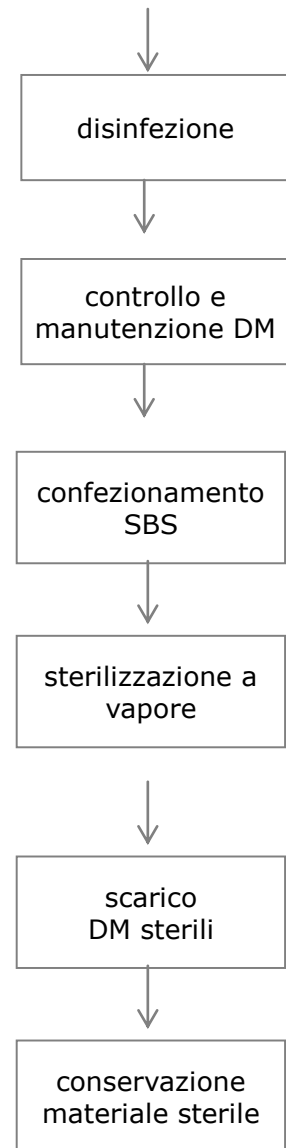 disinfezione
controllo e
manutenzione DM
confezionamento
SBS
sterilizzazione a
vapore
scarico
DM sterili
conservazione
materiale sterile